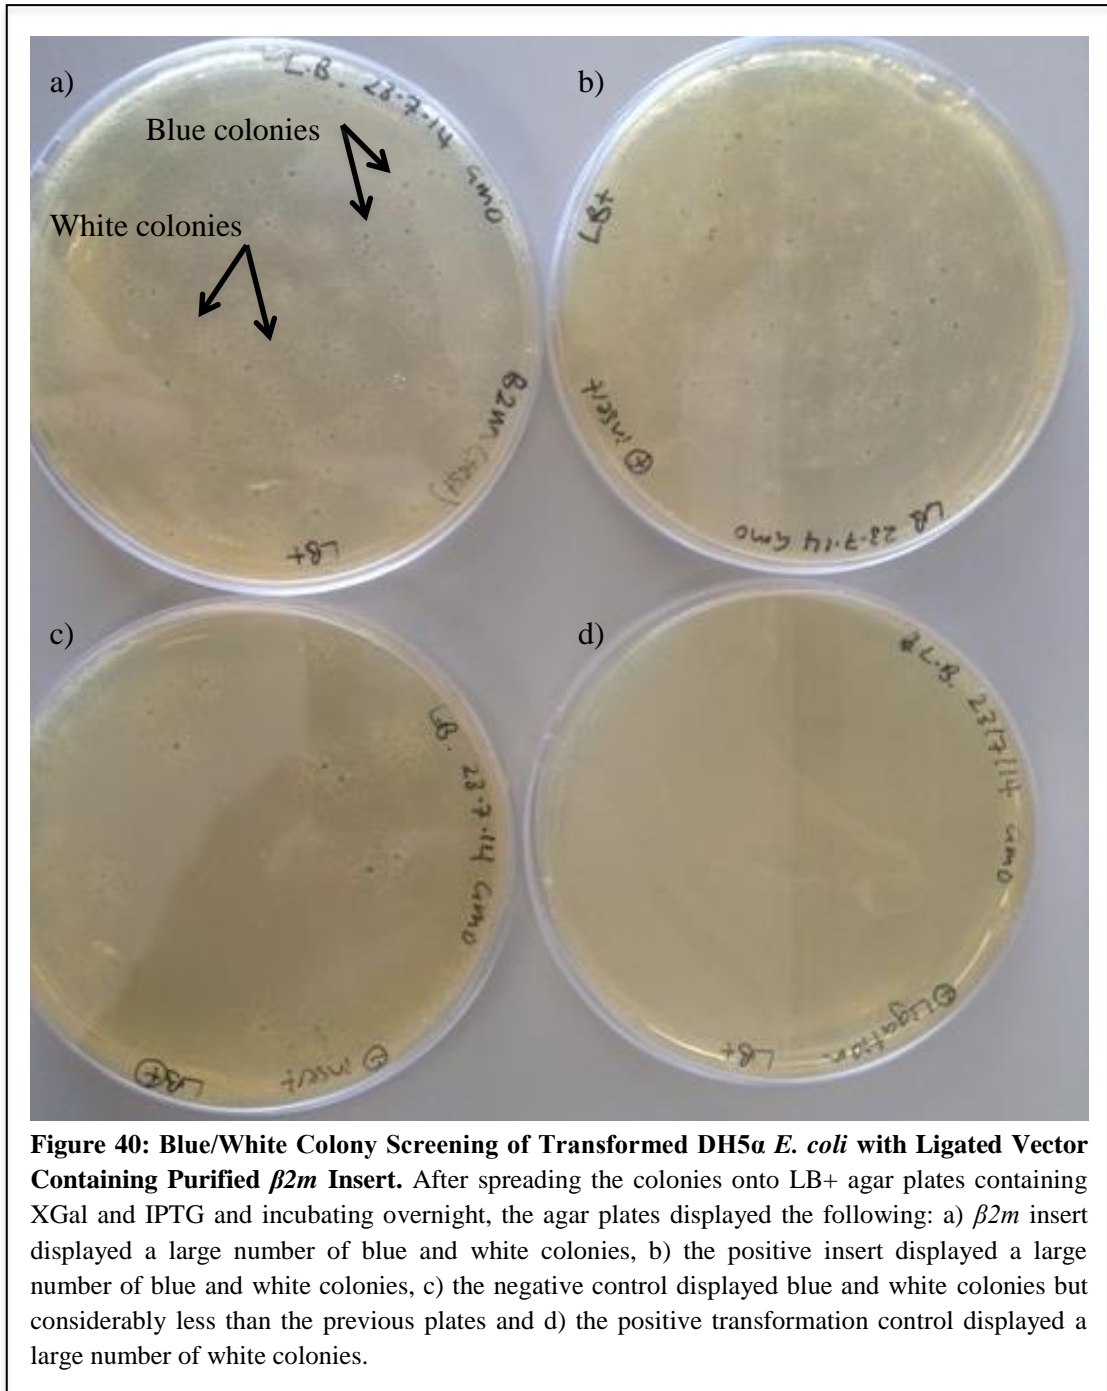 a)
L.B. 23.7.14 GMO
B2m
LB+
Blue colonies
White colonies
b)
LB+
⊕ insert
LB 23.7.14 GMO
c)
LB. 23.7.14 GMO
⊖ insert
LB⊕
d)
L.B. 23/7/14 GMO
⊖ Ligation
LB+
Figure 40: Blue/White Colony Screening of Transformed DH5α E. coli with Ligated Vector
Containing Purified β2m Insert. After spreading the colonies onto LB+ agar plates containing
XGal and IPTG and incubating overnight, the agar plates displayed the following: a) β2m insert
displayed a large number of blue and white colonies, b) the positive insert displayed a large
number of blue and white colonies, c) the negative control displayed blue and white colonies but
considerably less than the previous plates and d) the positive transformation control displayed a
large number of white colonies.